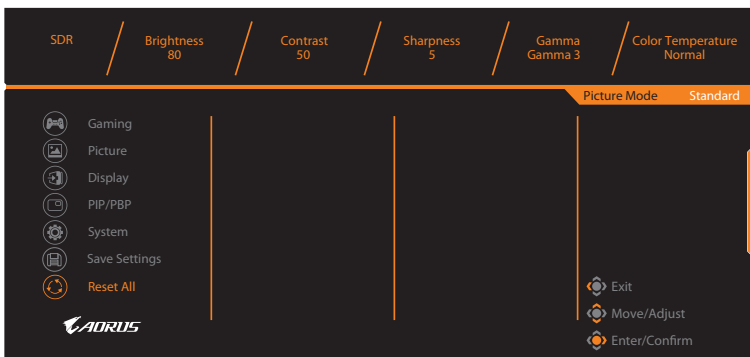 SDR
Brightness
80
Contrast
50
Sharpness
5
Gamma
Gamma 3
Color Temperature
Normal
Picture Mode Standard
Gaming
Picture
Display
PIP/PBP
System
Save Settings
Reset All
Exit
Move/Adjust
Enter/Confirm
AORUS